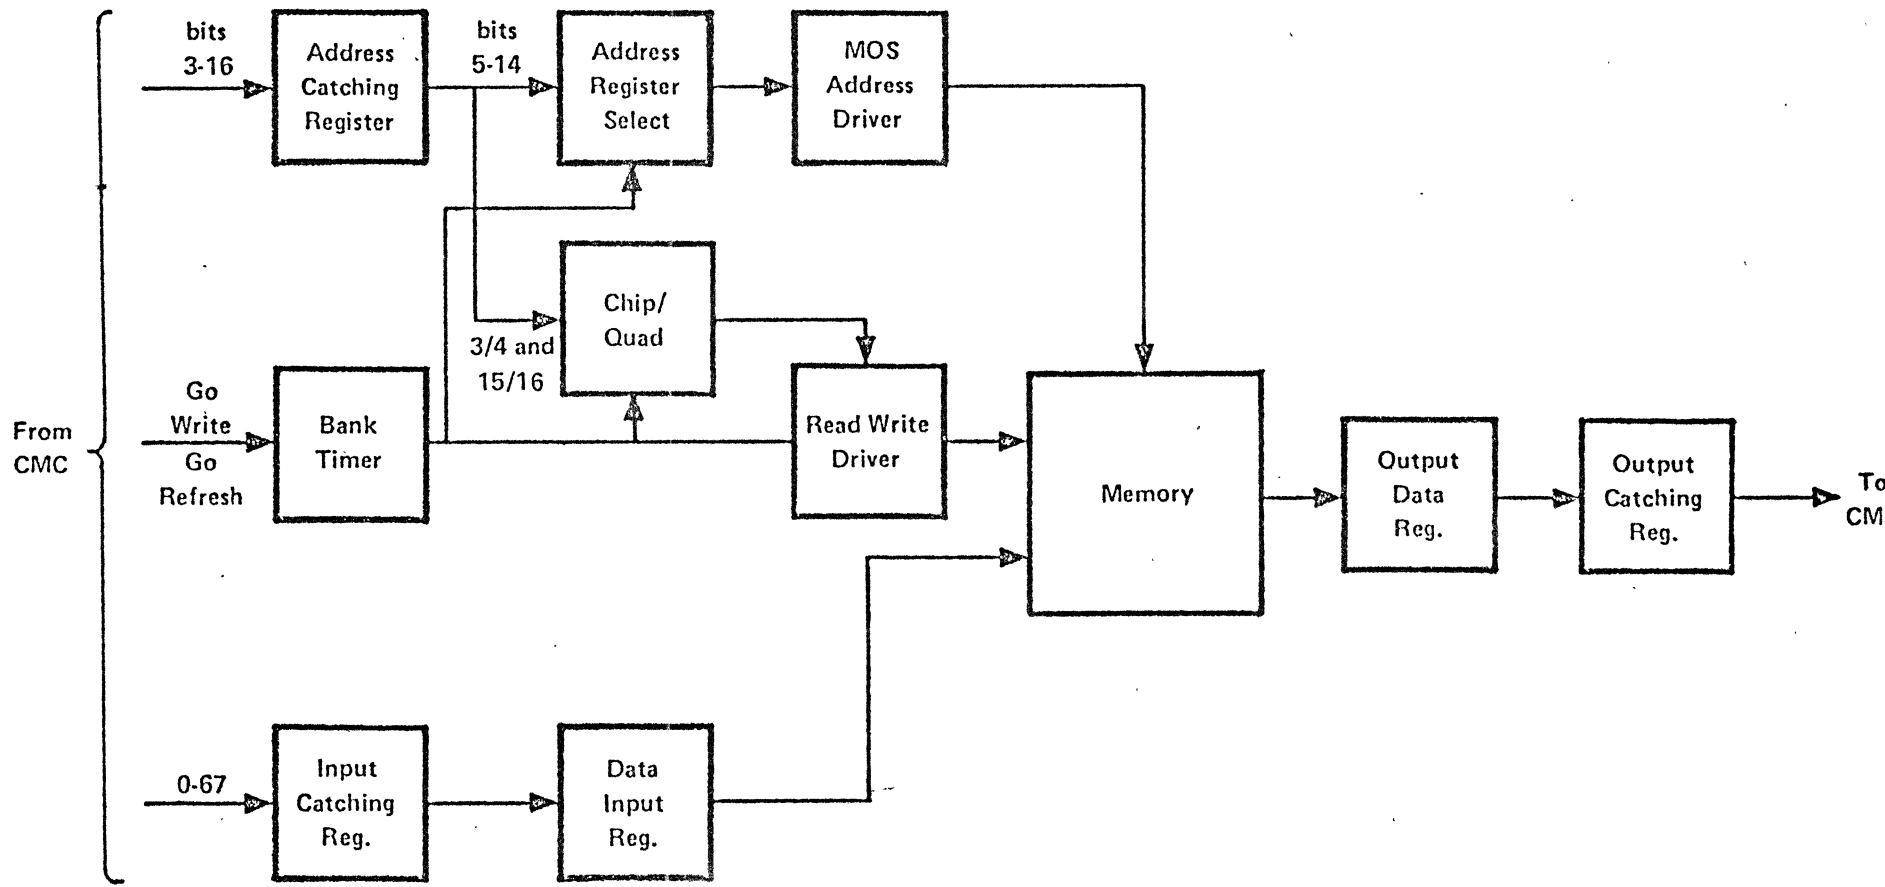 bits
3-16
Address
Catching
Register
bits
5-14
Address
Register
Select
MOS
Address
Driver
Chip/
Quad
3/4 and
15/16
From
CMC
Go
Write
Go
Refresh
Bank
Timer
Read Write
Driver
Memory
Output
Data
Reg.
Output
Catching
Reg.
To
CM
0-67
Input
Catching
Reg.
Data
Input
Reg.